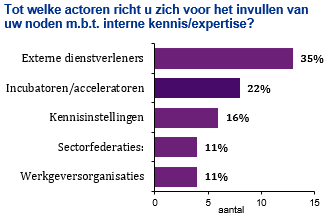 Tot welke actoren richt u zich voor het invullen van
uw noden m.b.t. interne kennis/expertise?
Externe dienstverleners 35%
Incubatoren/acceleratoren 22%
Kennisinstellingen 16%
Sectorfederaties: 11%
Werkgeversorganisaties 11%
0 5 10 15
aantal